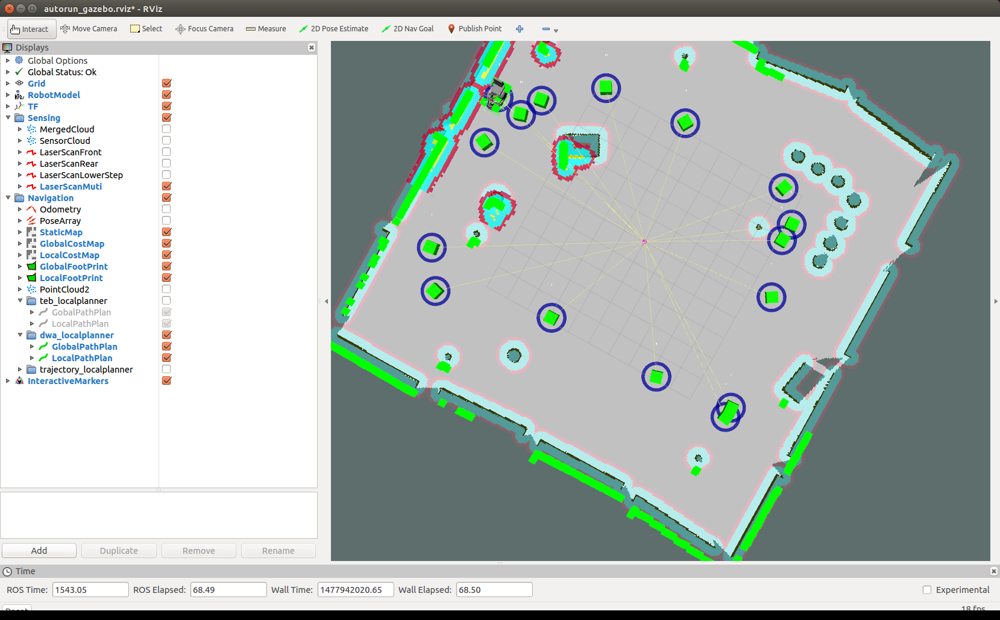 autorun_gazebo.rviz* - RViz
Interact Move Camera Select Focus Camera Measure 2D Pose Estimate 2D Nav Goal Publish Point
Displays
Global Options
Global Status: Ok
Grid
RobotModel
TF
Sensing
MergedCloud
SensorCloud
LaserScanFront
LaserScanRear
LaserScanLowerStep
LaserScanMuti
Navigation
Odometry
PoseArray
StaticMap
GlobalCostMap
LocalCostMap
GlobalFootPrint
LocalFootPrint
PointCloud2
teb_localplanner
GobalPathPlan
LocalPathPlan
dwa_localplanner
GlobalPathPlan
LocalPathPlan
trajectory_localplanner
InteractiveMarkers
Add Duplicate Remove Rename
Time
ROS Time: 1543.05 ROS Elapsed: 68.49 Wall Time: 1477942020.65 Wall Elapsed: 68.50 Experimental
Reset 18 fps